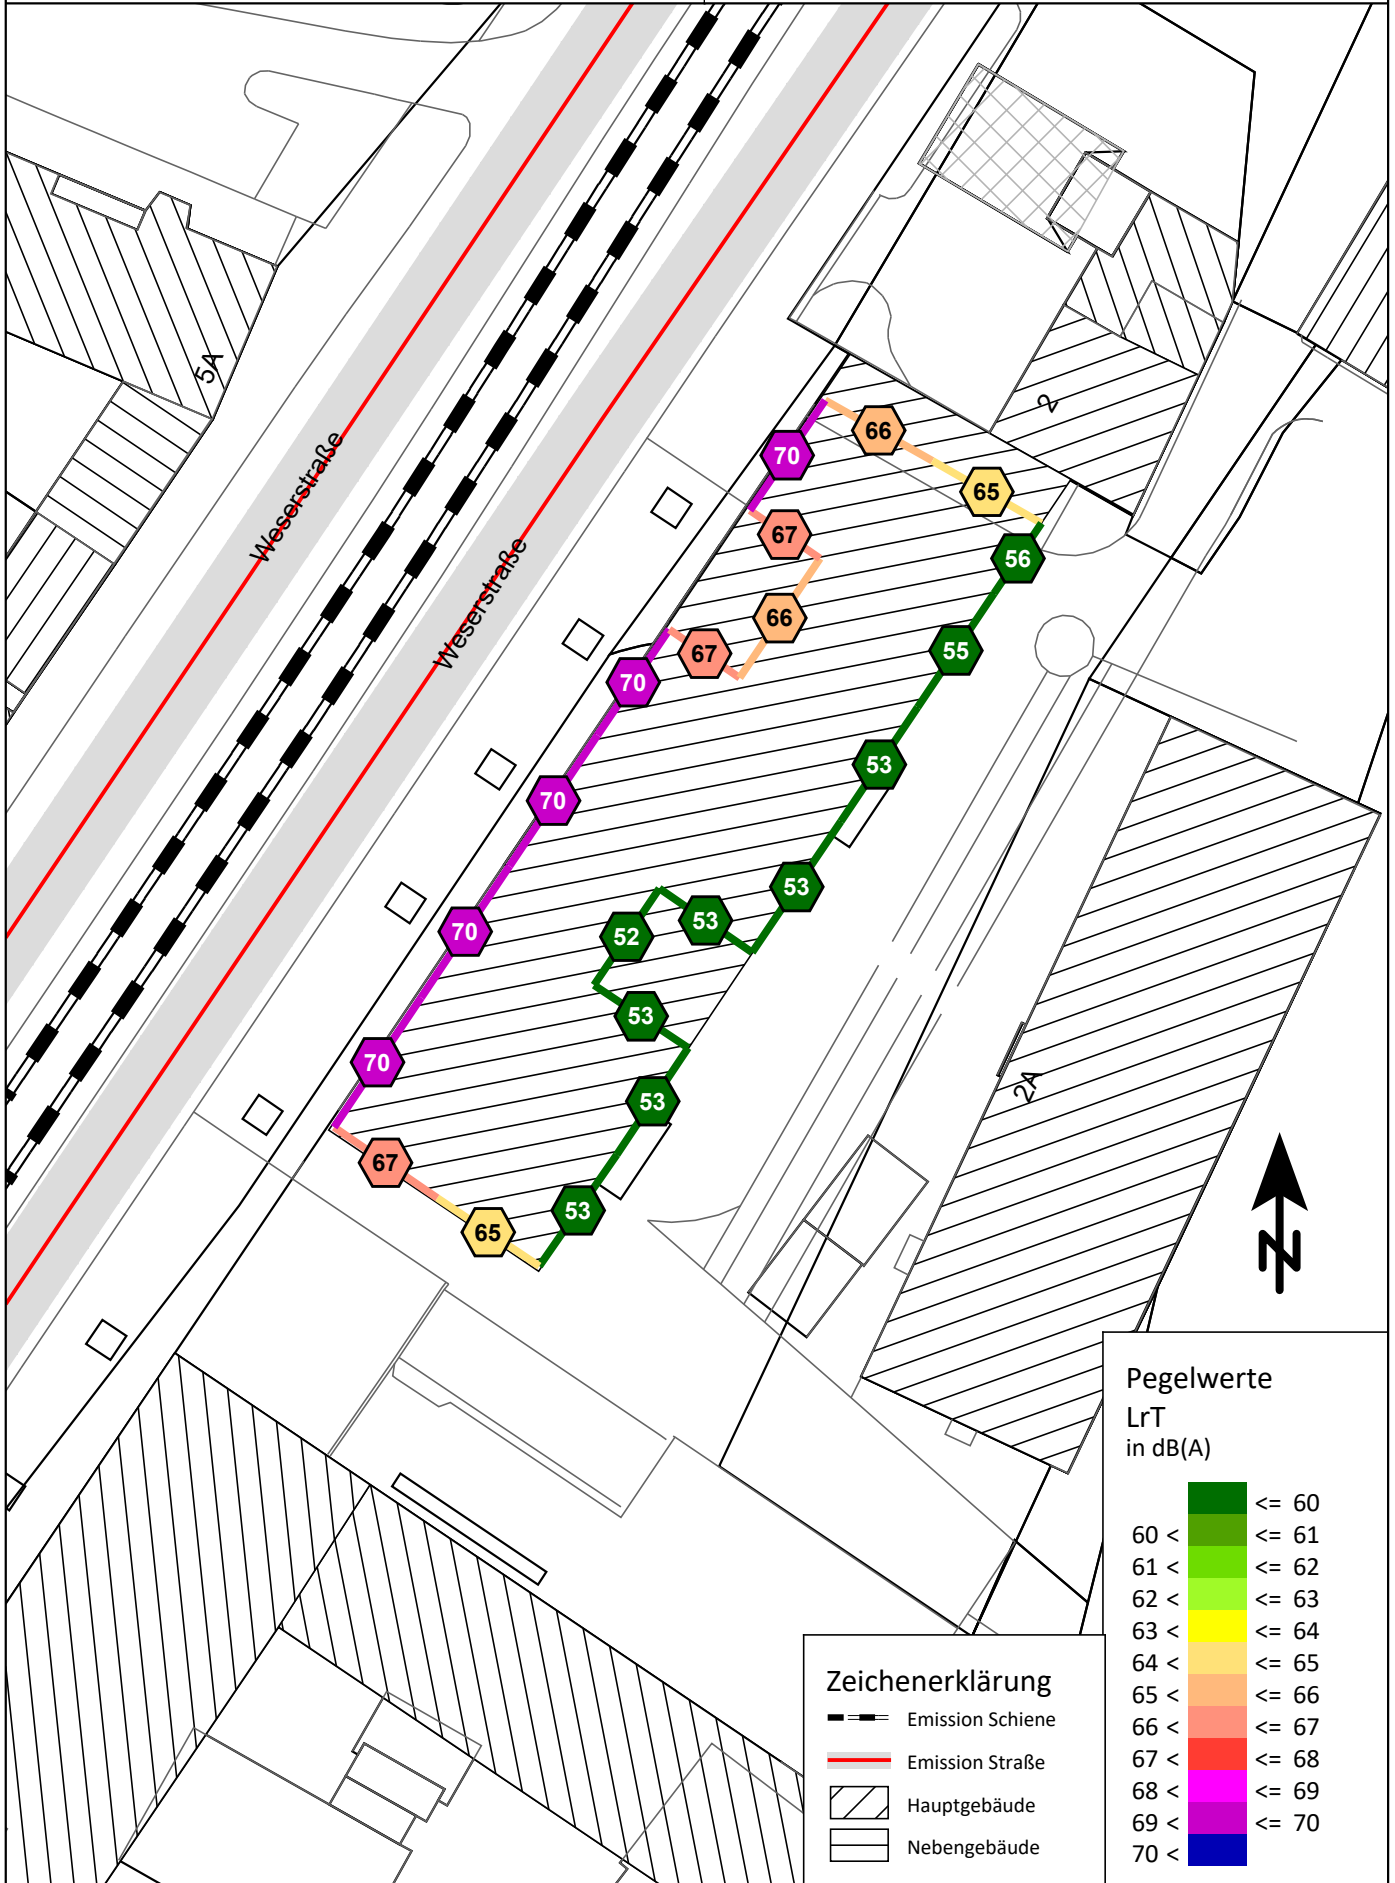 5A
2
Weserstraße
Weserstraße
66
70
65
67
56
66
55
67
70
53
70
53
53
70
52
53
70
53
67
53
65
2A
N
Pegelwerte
LrT
in dB(A)
<= 60
60 < <= 61
61 < <= 62
62 < <= 63
63 < <= 64
64 < <= 65
65 < <= 66
66 < <= 67
67 < <= 68
68 < <= 69
69 < <= 70
70 <
Zeichenerklärung
Emission Schiene
Emission Straße
Hauptgebäude
Nebengebäude